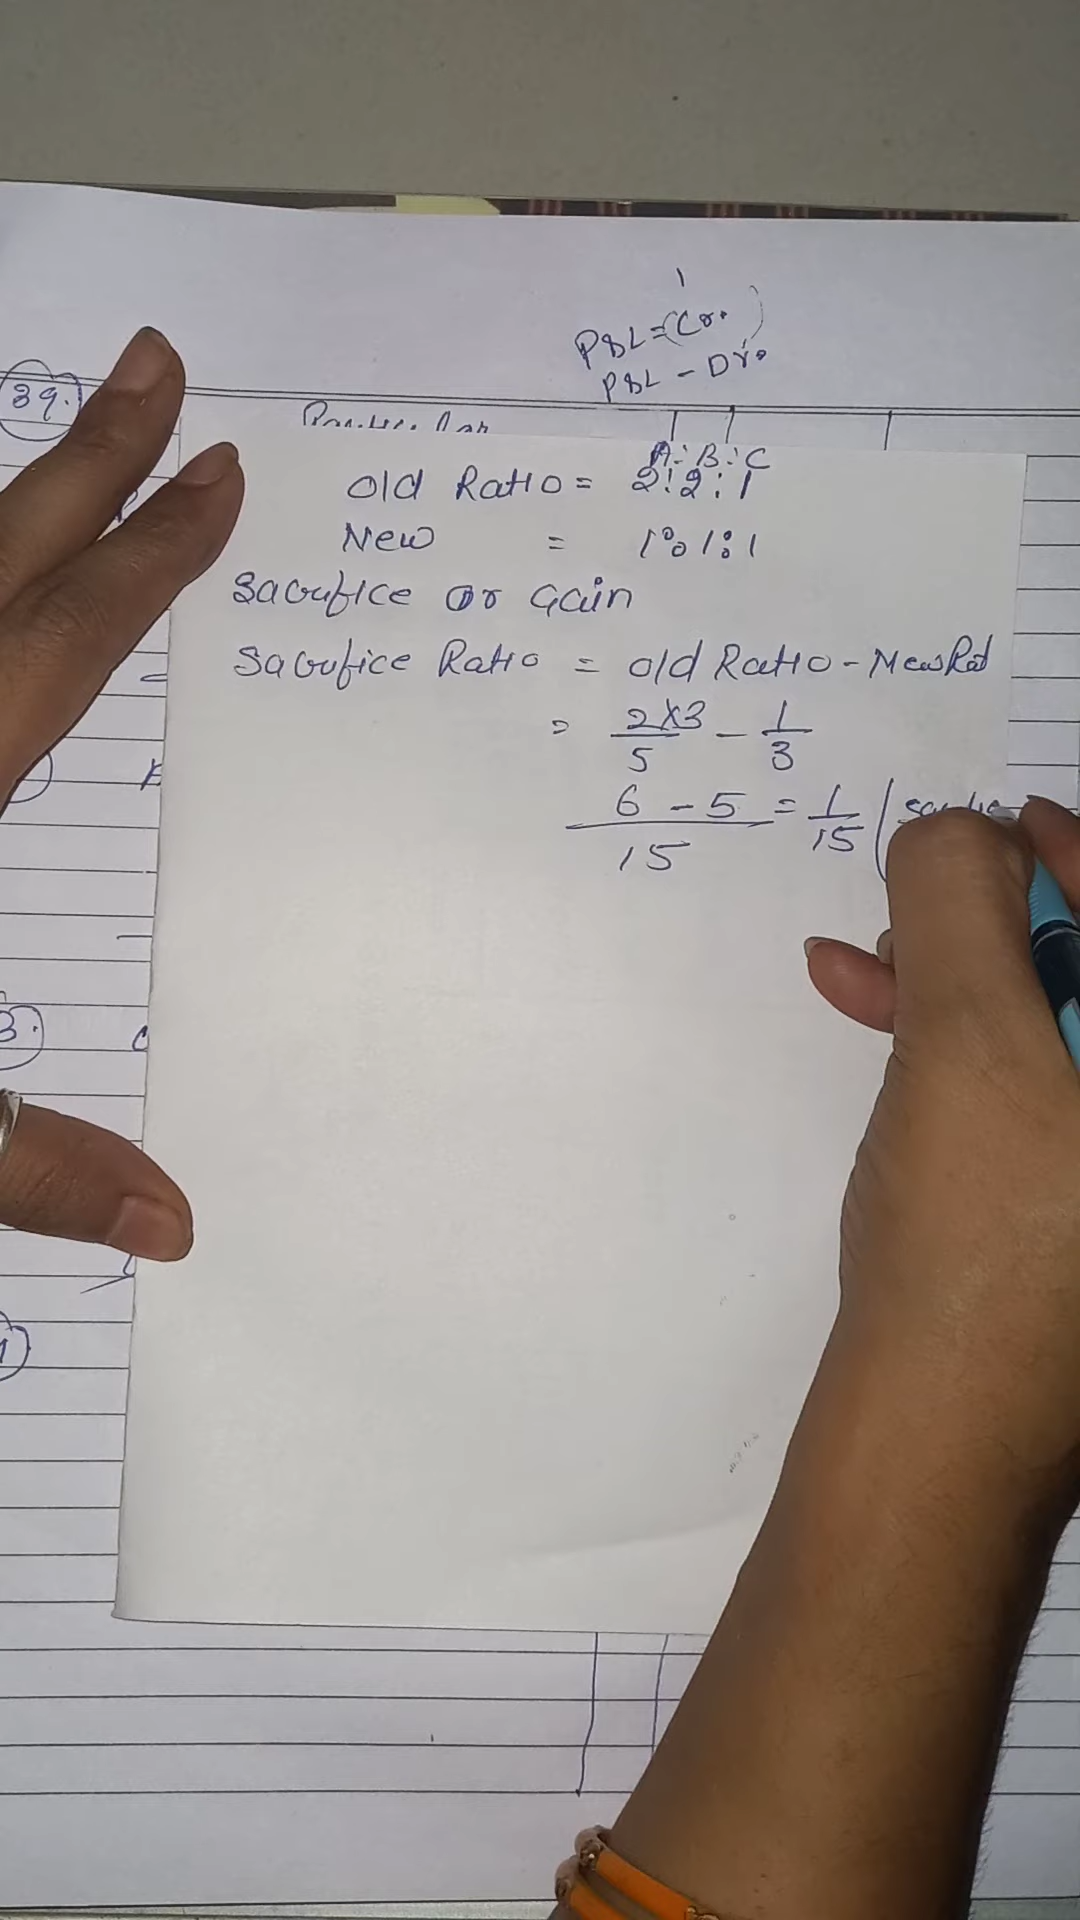 P&L = (Cr.)
P&L - Dr.
39.
A : B : C
Old Ratio = 2 : 2 : 1
New = 1 : 1 : 1
Sacrifice or Gain
Sacrifice Ratio = Old Ratio - New Rat
= 2 × 3 / 5 - 1 / 3
6 - 5 / 15 = 1 / 15 (
3.